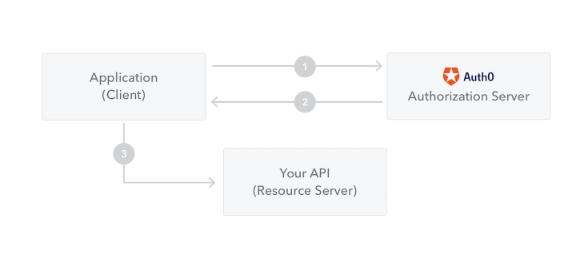 1
Application
(Client)
Auth0
Authorization Server
2
3
Your API
(Resource Server)